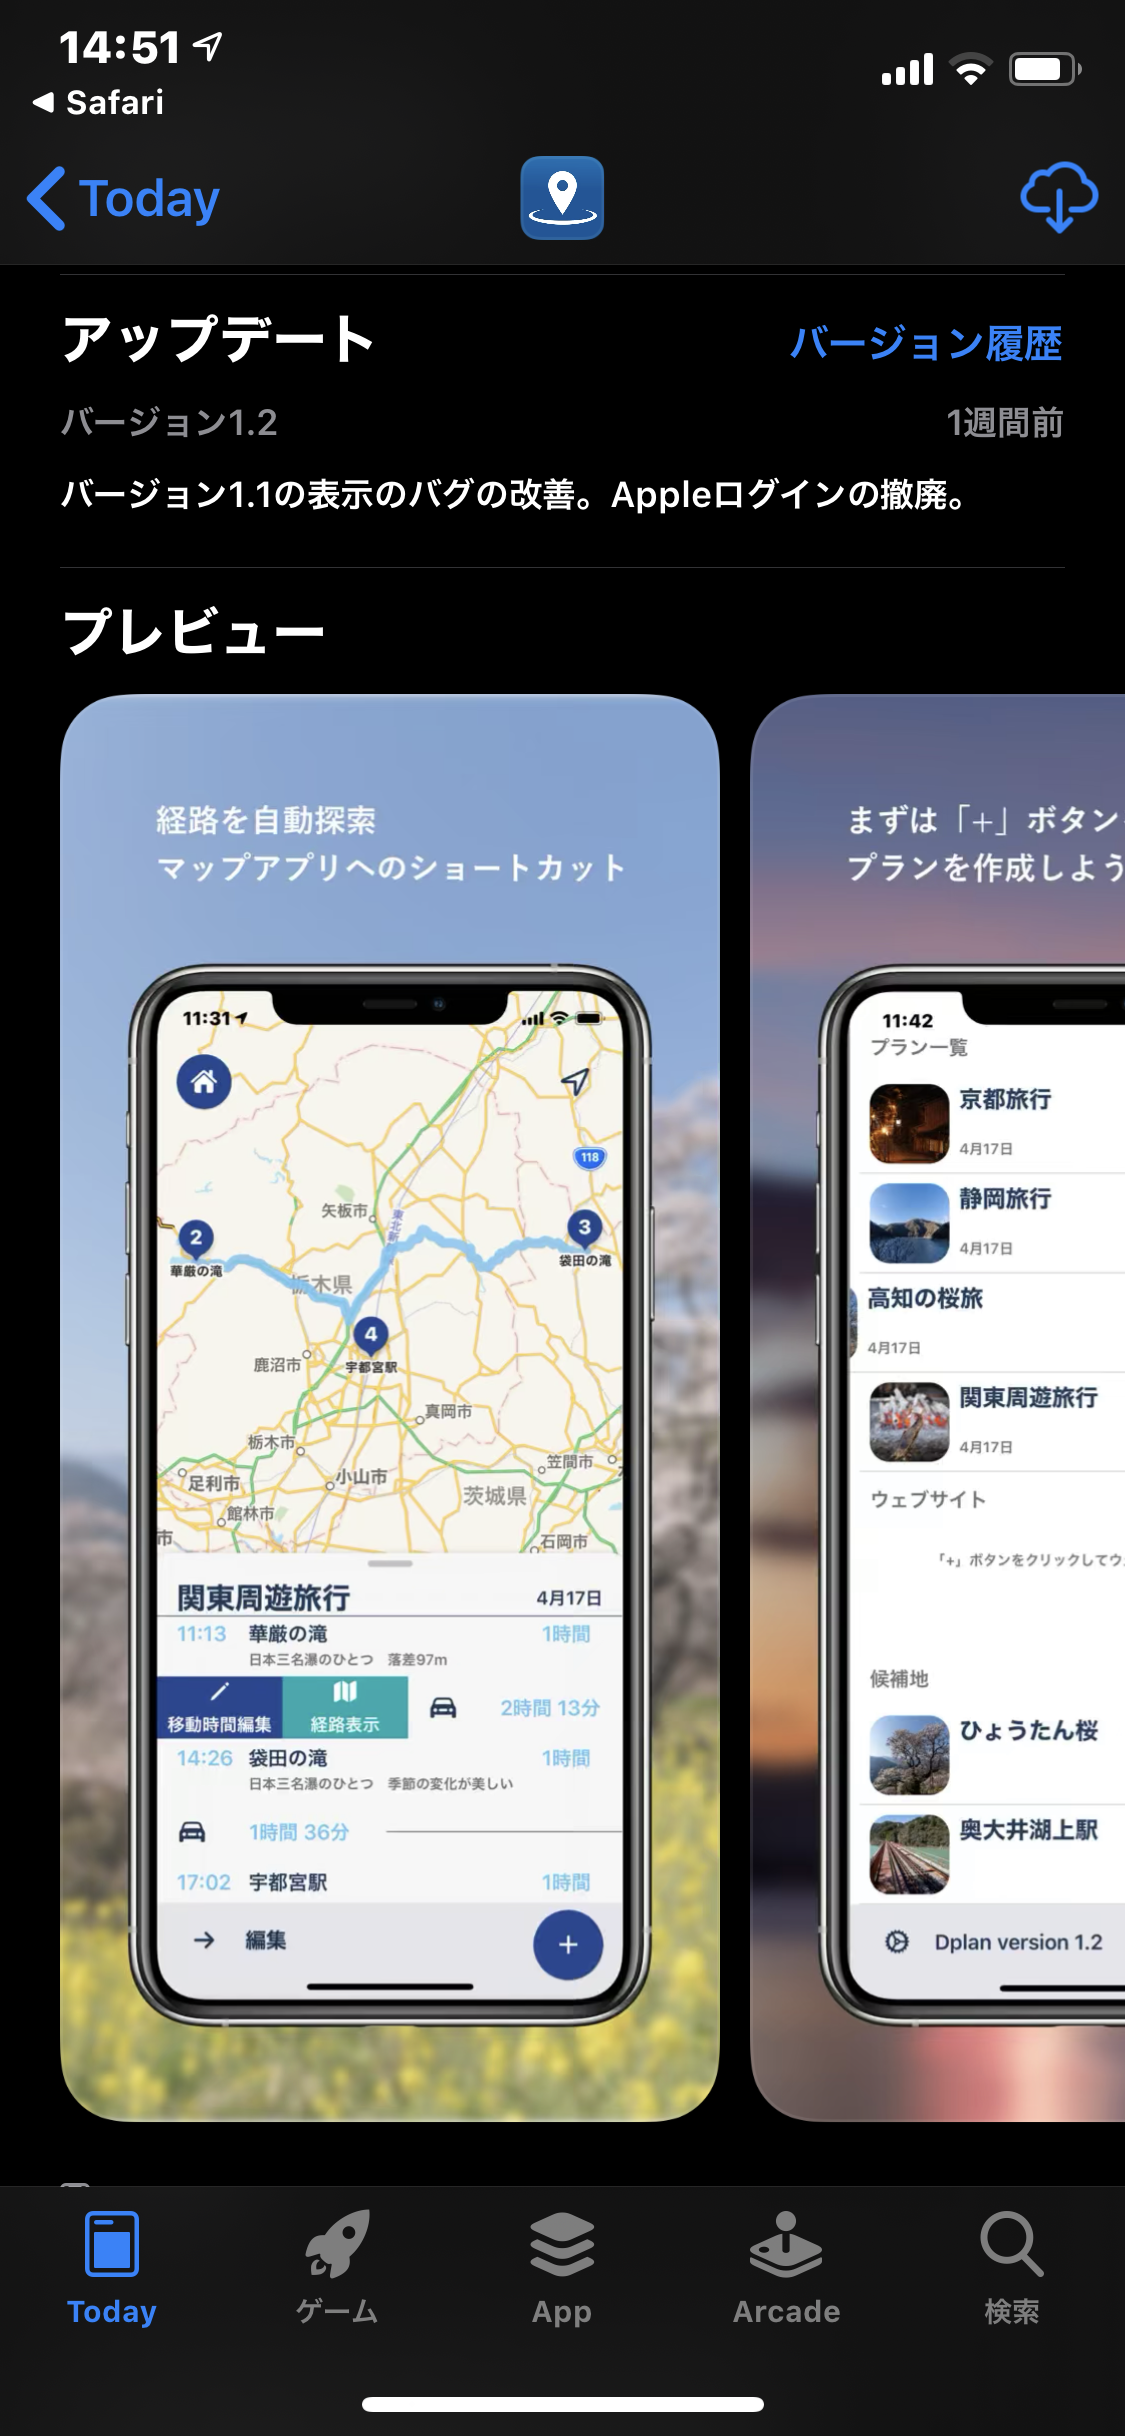 14:51
Safari
Today
アップデート
バージョン履歴
バージョン1.2
1週間前
バージョン1.1の表示のバグの改善。Appleログインの撤廃。
プレビュー
経路を自動探索
マップアプリへのショートカット
11:31
118
矢板市
2
華厳の滝
3
袋田の滝
栃木県
4
宇都宮駅
鹿沼市
真岡市
栃木市
笠間市
足利市
小山市
茨城県
館林市
市
石岡市
関東周遊旅行
4月17日
11:13 華厳の滝 1時間
日本三名瀑のひとつ 落差97m
移動時間編集
経路表示
2時間 13分
14:26 袋田の滝 1時間
日本三名瀑のひとつ 季節の変化が美しい
1時間 36分
17:02 宇都宮駅 1時間
編集
まずは「+」ボタン
プランを作成しよう
11:42
プラン一覧
京都旅行
4月17日
静岡旅行
4月17日
高知の桜旅
4月17日
関東周遊旅行
4月17日
ウェブサイト
「+」ボタンをクリックしてウ
候補地
ひょうたん桜
奥大井湖上駅
Dplan version 1.2
Today
ゲーム
App
Arcade
検索